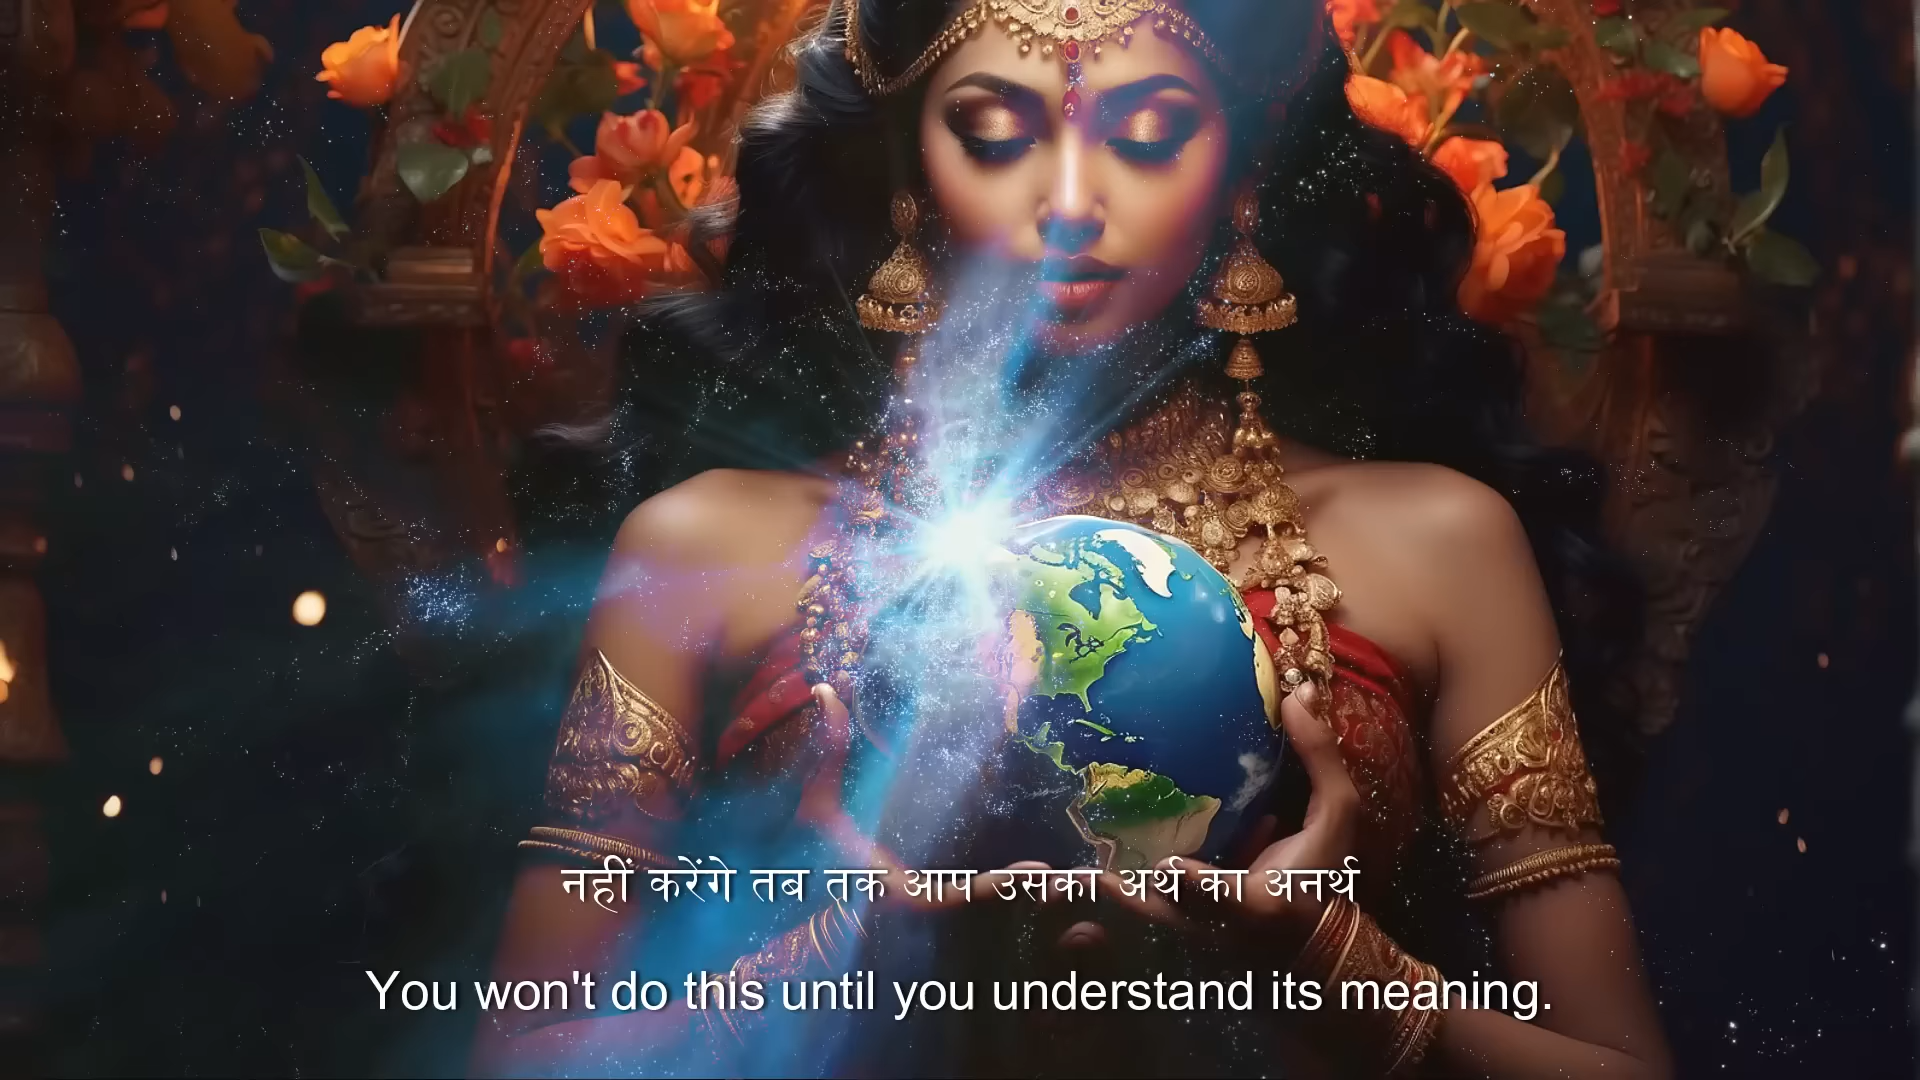 नहीं करेंगे तब तक आप उसका अर्थ का अनर्थ
You won't do this until you understand its meaning.